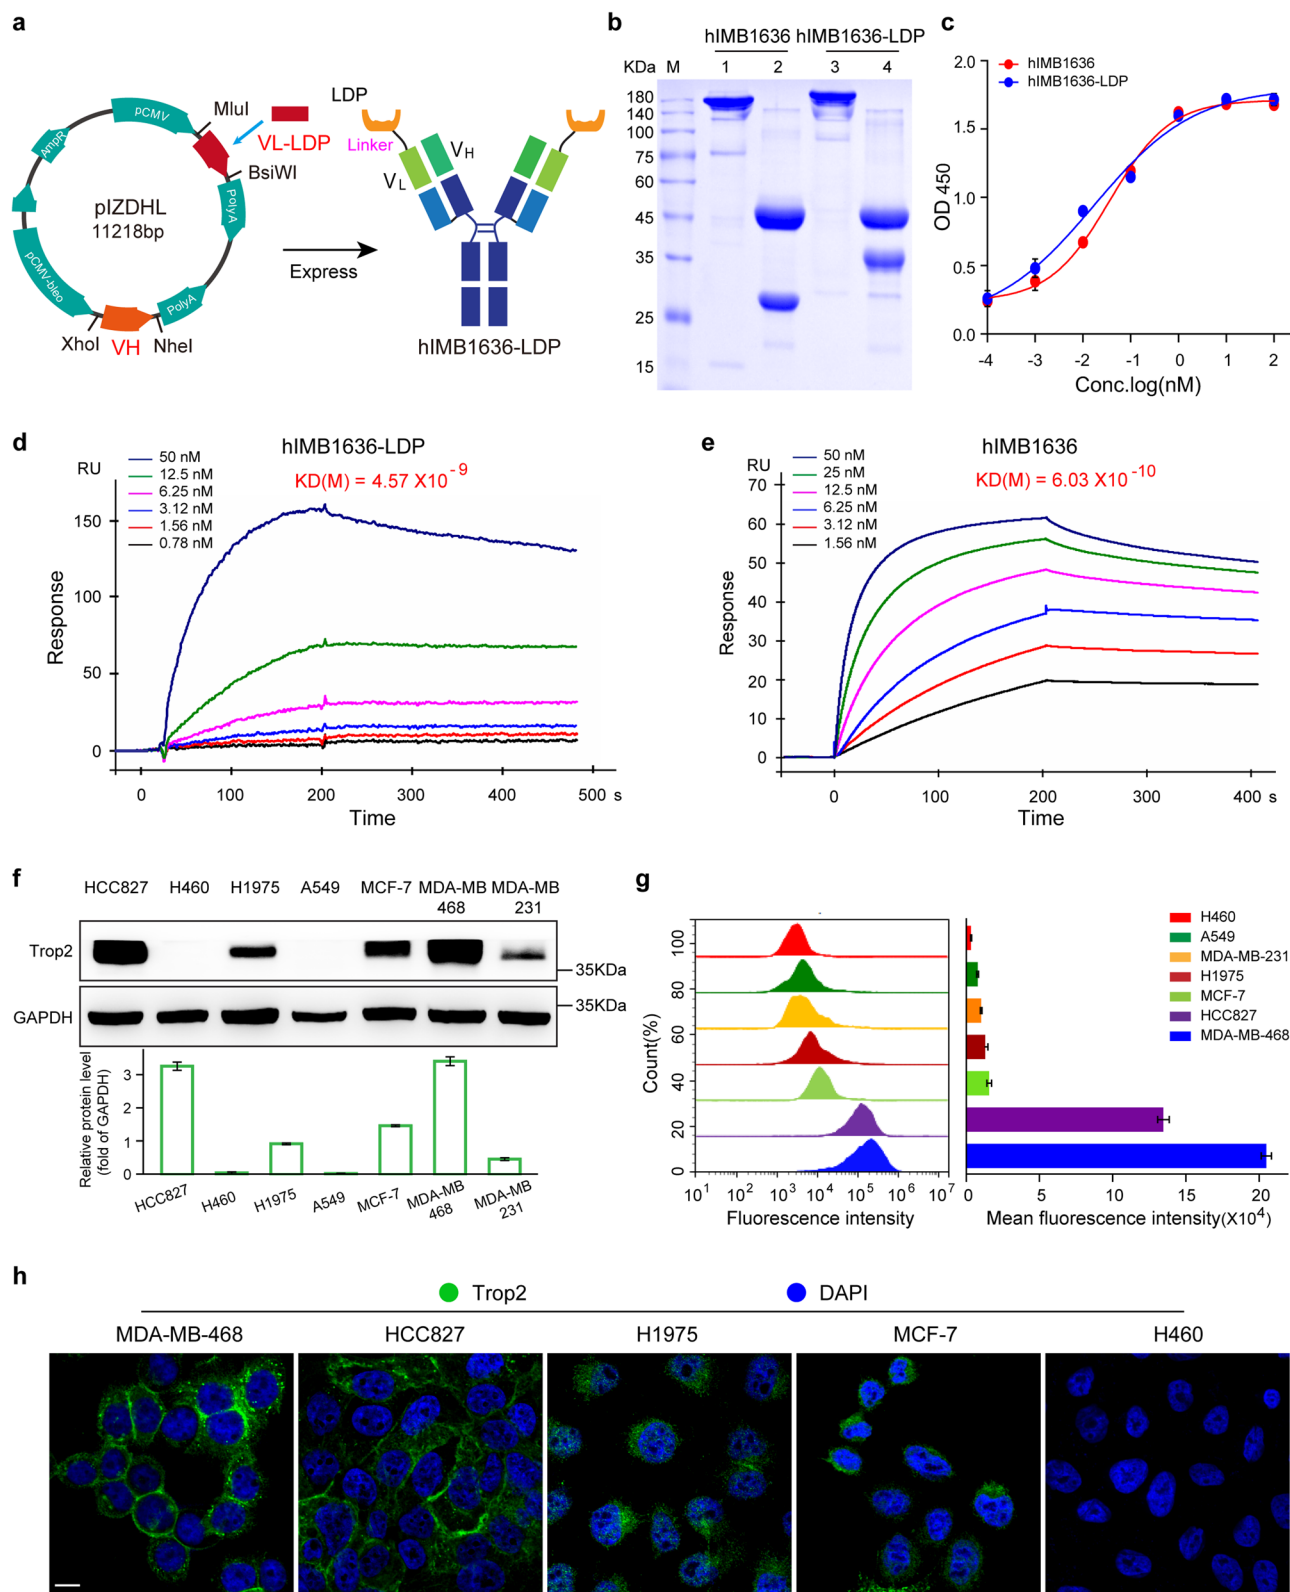 a
pCMV
MluI
AmpR
VL-LDP
BsiWI
PolyA
pIZDHL
11218bp
pCMV-bleo
PolyA
XhoI
VH
NheI
Express
LDP
Linker
VH
VL
hIMB1636-LDP
b
hIMB1636
hIMB1636-LDP
KDa
M
1
2
3
4
180
140
100
75
60
45
35
25
15
c
hIMB1636
hIMB1636-LDP
2.0
1.5
1.0
0.5
0.0
OD 450
-4
-3
-2
-1
0
1
2
Conc.log(nM)
d
hIMB1636-LDP
KD(M) = 4.57 X10-9
RU
50 nM
12.5 nM
6.25 nM
3.12 nM
1.56 nM
0.78 nM
150
100
50
0
Response
0
100
200
300
400
500
s
Time
e
hIMB1636
KD(M) = 6.03 X10-10
RU
50 nM
25 nM
12.5 nM
6.25 nM
3.12 nM
1.56 nM
70
60
50
40
30
20
10
0
Response
0
100
200
300
400
s
Time
f
HCC827
H460
H1975
A549
MCF-7
MDA-MB
468
MDA-MB
231
Trop2
35KDa
GAPDH
35KDa
Relative protein level
(fold of GAPDH)
3
2
1
0
HCC827
H460
H1975
A549
MCF-7
MDA-MB
468
MDA-MB
231
g
Count(%)
100
80
60
40
20
0
101
102
103
104
105
106
107
Fluorescence intensity
H460
A549
MDA-MB-231
H1975
MCF-7
HCC827
MDA-MB-468
0
5
10
15
20
Mean fluorescence intensity(X104)
h
Trop2
DAPI
MDA-MB-468
HCC827
H1975
MCF-7
H460